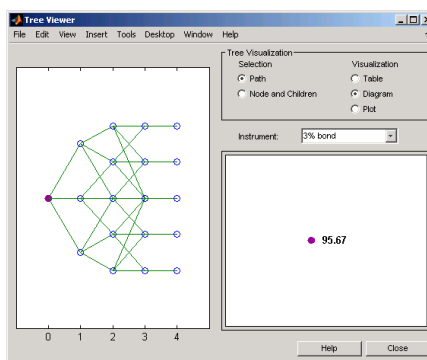 Tree Viewer
File Edit View Insert Tools Desktop Window Help
Tree Visualization
Selection Visualization
Path Table
Node and Children Diagram
Plot
Instrument: 3% bond
95.67
0 1 2 3 4
Help Close